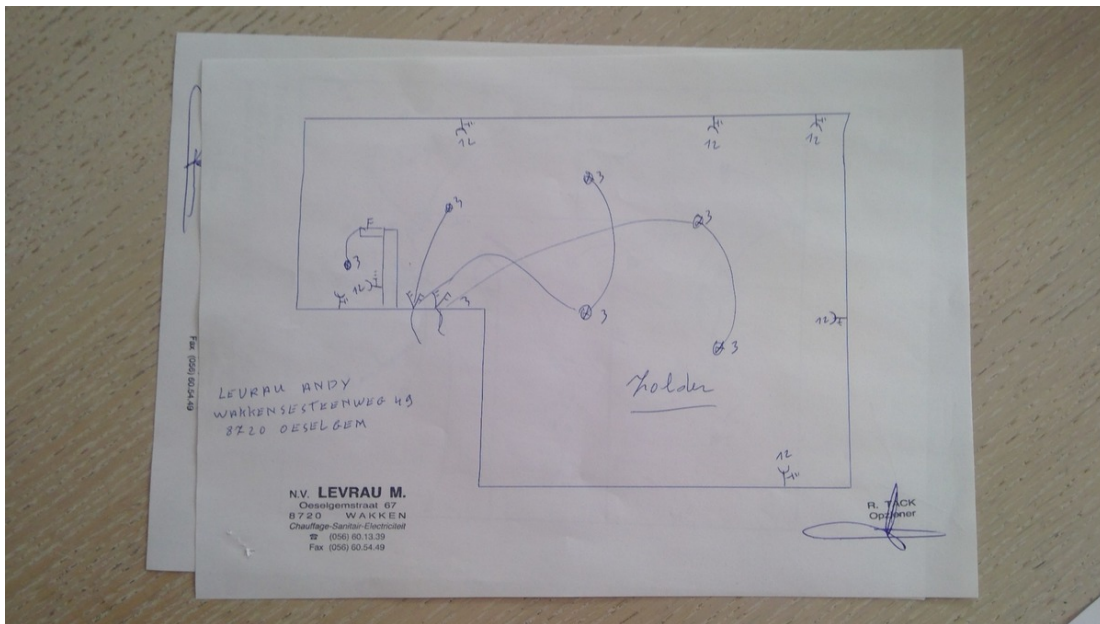 12
12
12
3
3
3
F
3
12
12
3
3
3
Zolder
12
LEVRAU ANDY
WAKKENSESTEENWEG 49
8720 OESELGEM
N.V. LEVRAU M.
Oeselgemstraat 67
8720 WAKKEN
Chauffage-Sanitair-Electriciteit
☎ (056) 60.13.39
Fax (056) 60.54.49
R. TACK
Opziener
Fax (056) 60.54.49